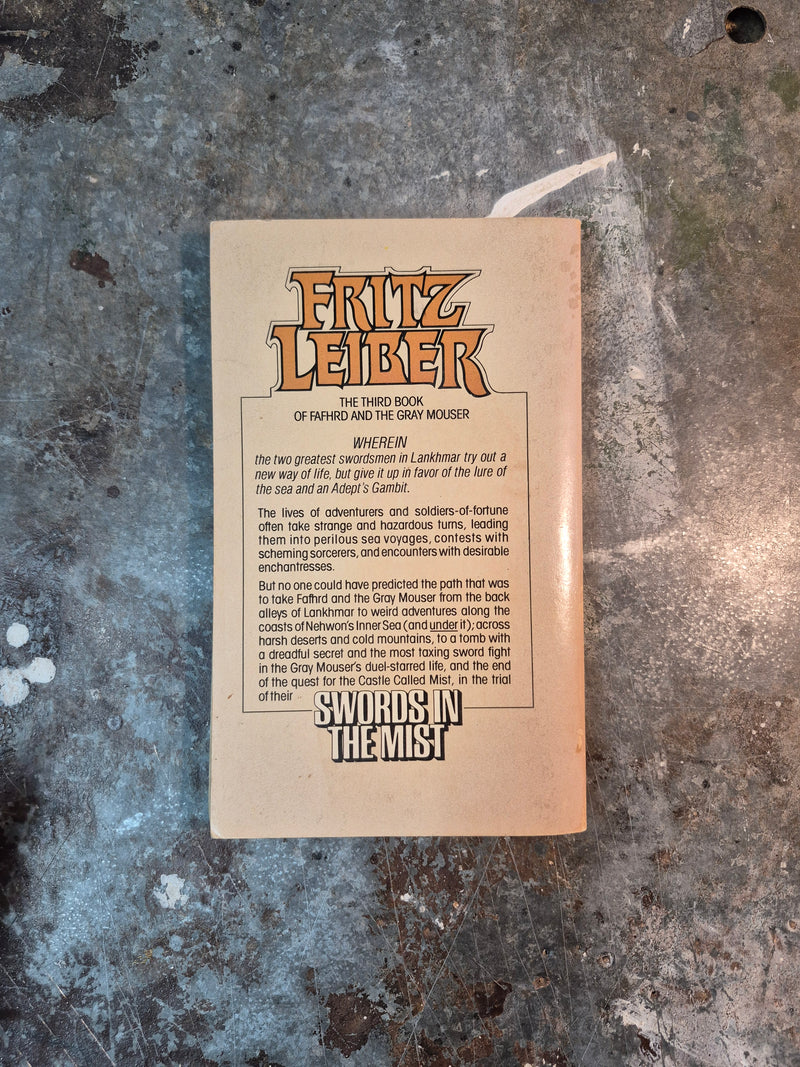 FRITZ
LEIBER
THE THIRD BOOK
OF FAFHRD AND THE GRAY MOUSER
WHEREIN
the two greatest swordsmen in Lankhmar try out a
new way of life, but give it up in favor of the lure of
the sea and an Adept's Gambit.
The lives of adventurers and soldiers-of-fortune
often take strange and hazardous turns, leading
them into perilous sea voyages, contests with
scheming sorcerers, and encounters with desirable
enchantresses.
But no one could have predicted the path that was
to take Fafhrd and the Gray Mouser from the back
alleys of Lankhmar to weird adventures along the
coasts of Nehwon's Inner Sea (and under it); across
harsh deserts and cold mountains, to a tomb with
a dreadful secret and the most taxing sword fight
in the Gray Mouser's duel-starred life, and the end
of the quest for the Castle Called Mist, in the trial
of their
SWORDS IN
THE MIST